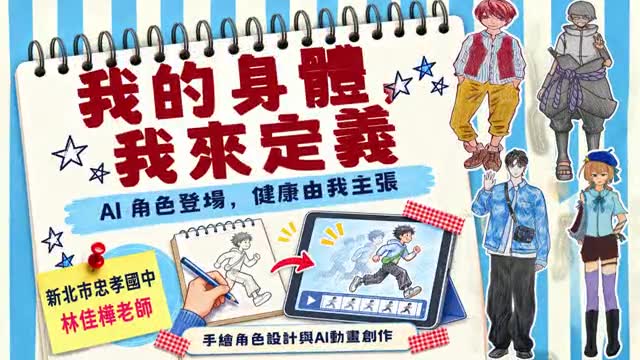 我的身體，
我來定義
AI 角色登場，健康由我主張
新北市忠孝國中
林佳樺老師
手繪角色設計與AI動畫創作